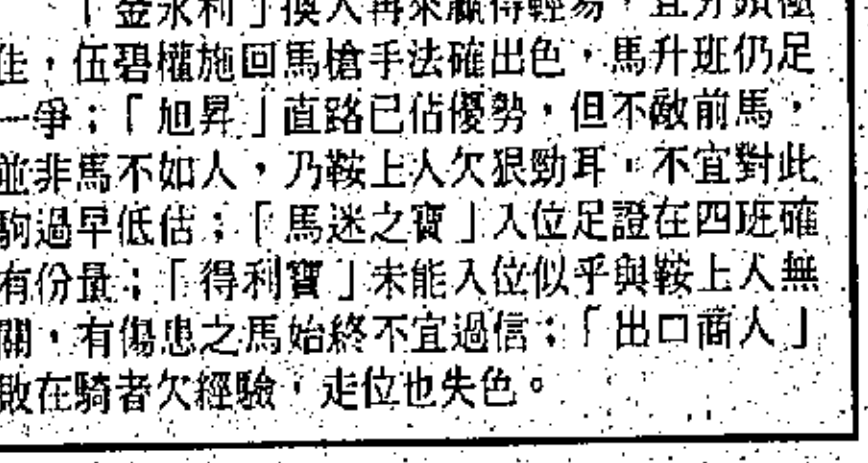 「金永利」換人再來贏得輕易，且分頭極
佳，伍碧權施回馬槍手法確出色，馬升班仍足
一爭；「旭昇」直路已佔優勢，但不敵前馬，
並非馬不如人，乃鞍上人欠狠勁耳，不宜對此
駒過早低估；「馬迷之寶」入位足證在四班確
有份量；「得利寶」未能入位似乎與鞍上人無
關，有傷患之馬始終不宜過信；「出口商人」
敗在騎者欠經驗，走位也失色。